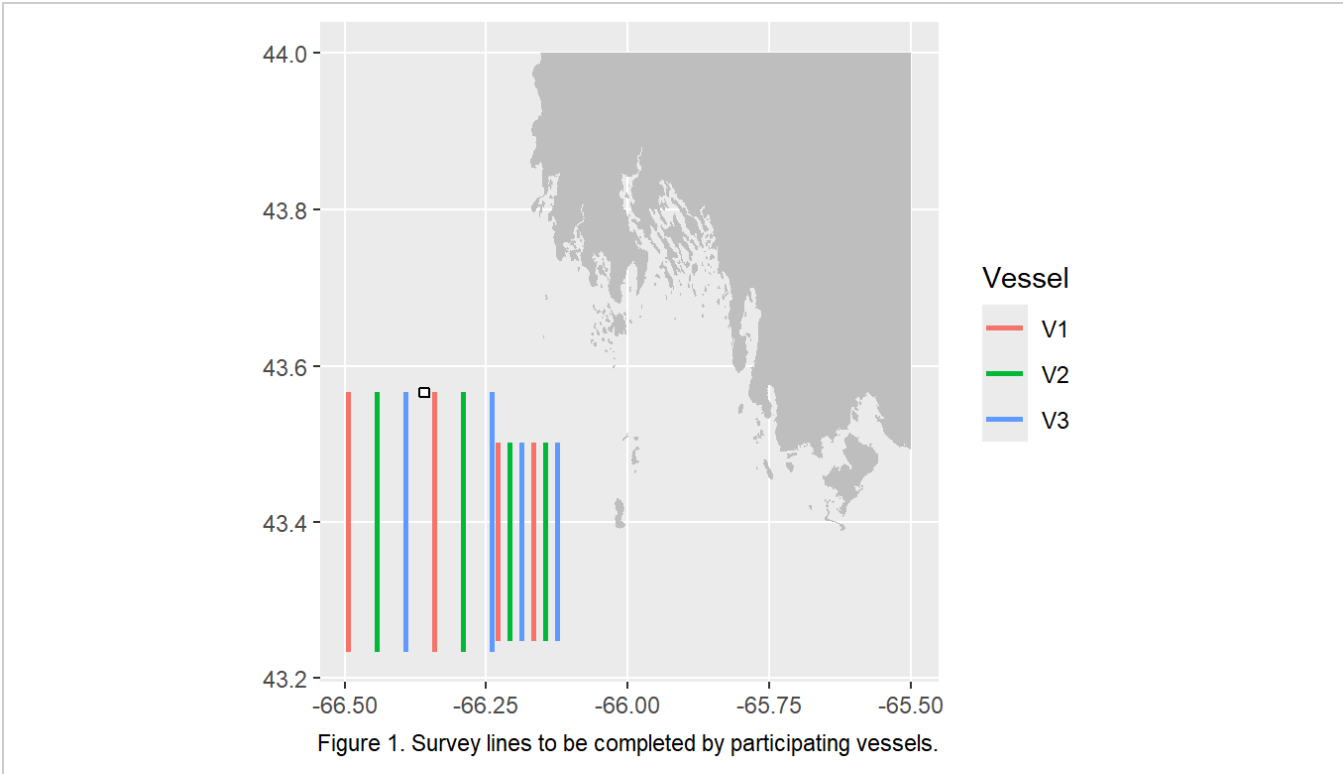 44.0
43.8
43.6
43.4
43.2
-66.50 -66.25 -66.00 -65.75 -65.50
Vessel
V1
V2
V3
Figure 1. Survey lines to be completed by participating vessels.